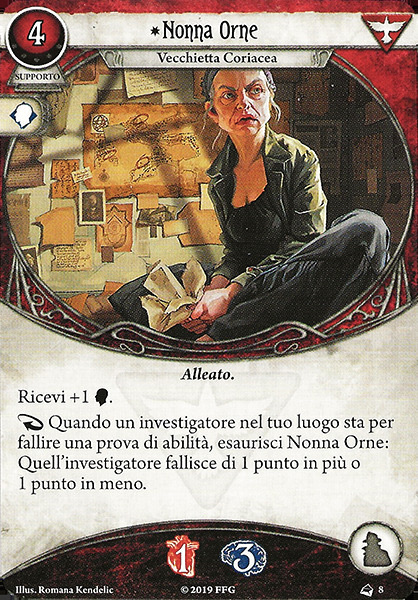 4
*Nonna Orne
SUPPORTO
Vecchietta Coriacea
Alleato.
Ricevi +1 .
Quando un investigatore nel tuo luogo sta per
fallire una prova di abilità, esaurisci Nonna Orne:
Quell'investigatore fallisce di 1 punto in più o
1 punto in meno.
1 3
Illus. Romana Kendelic © 2019 FFG 8